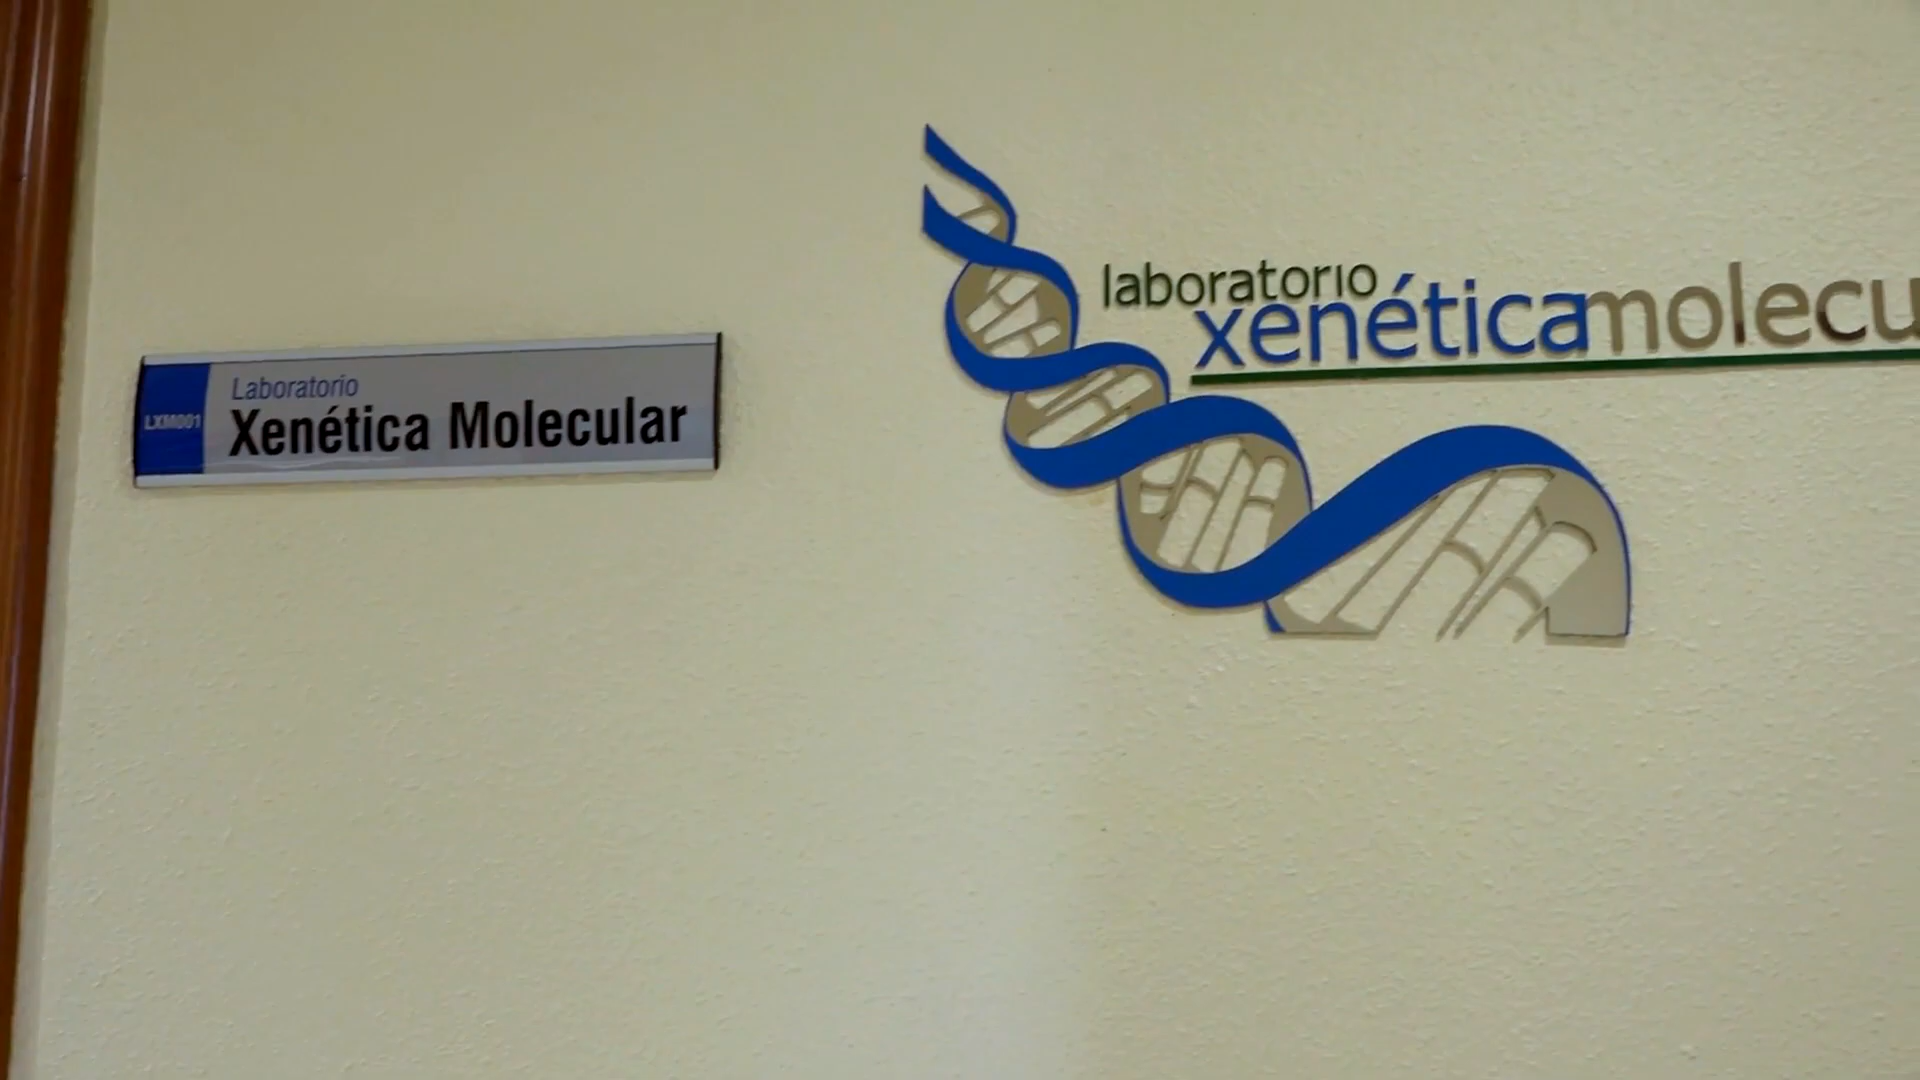 LXM001
Laboratorio
Xenética Molecular
laboratorio
xenéticamolecu